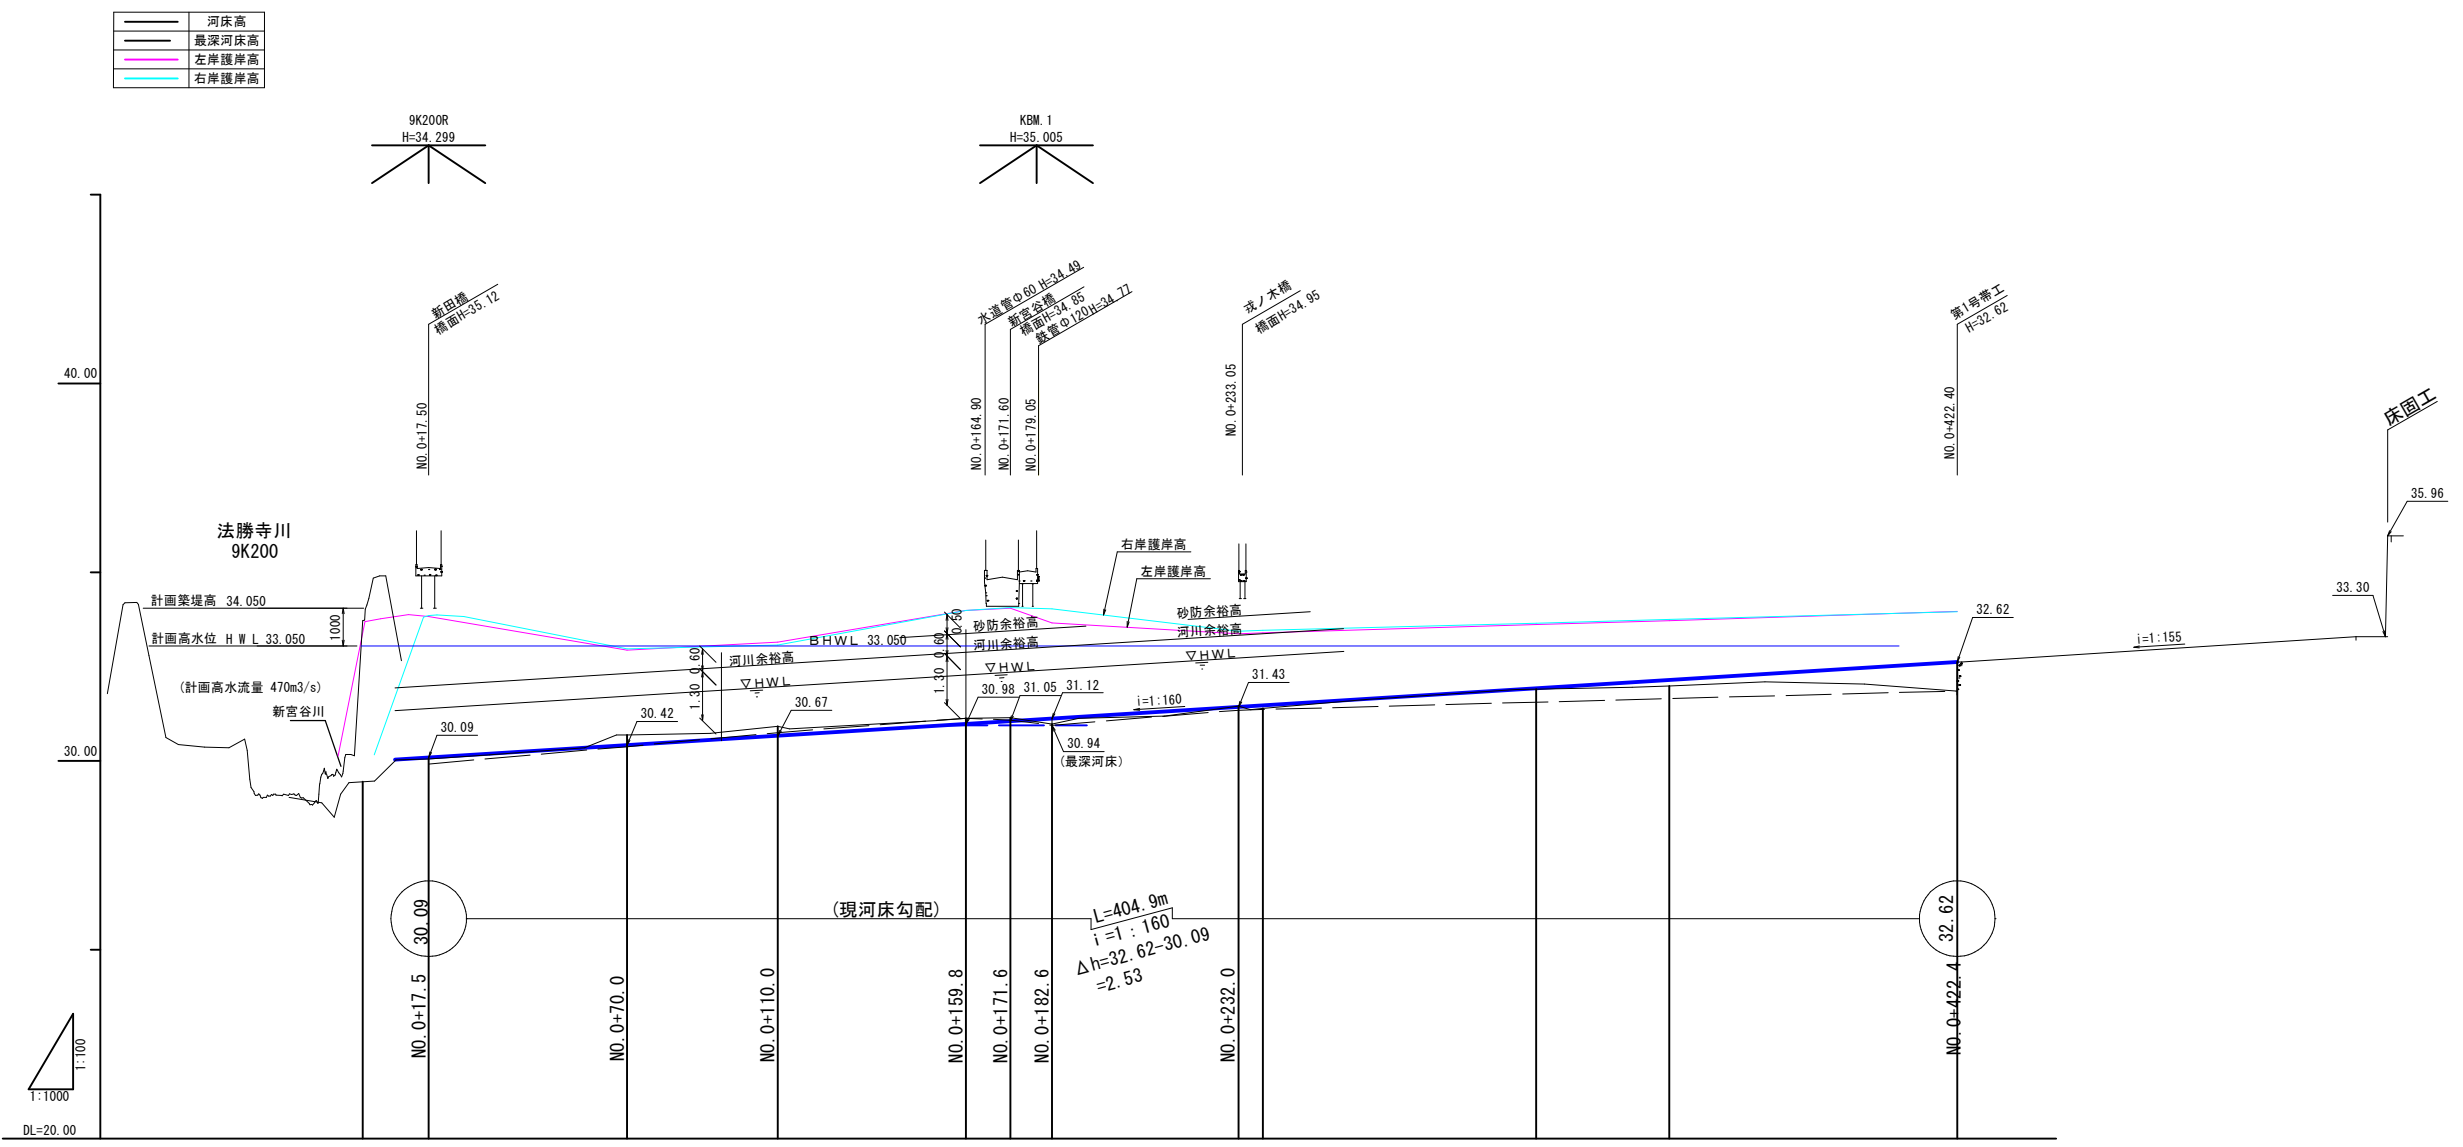 河床高
最深河床高
左岸護岸高
右岸護岸高
9K200R
H=34.299
KBM.1
H=35.005
新田橋
橋面H=35.12
水道管Φ60 H=34.49
新宮谷橋
橋面H=34.85
鉄管Φ120H=34.77
戎ノ木橋
橋面H=34.95
第1号帯工
H=32.62
40.00
NO.0+17.50
NO.0+164.90
NO.0+171.60
NO.0+179.05
NO.0+233.05
NO.0+422.40
床固工
35.96
法勝寺川
9K200
右岸護岸高
左岸護岸高
計画築堤高 34.050
1000
計画高水位 H W L 33.050
33.30
32.62
砂防余裕高
河川余裕高
0.50
砂防余裕高
BHWL 33.050
0.60
河川余裕高
i=1:155
0.60
河川余裕高
▽HWL
▽HWL
1.30
(計画高水流量 470m3/s)
▽HWL
1.30
新宮谷川
30.98
31.05
31.12
31.43
i=1:160
30.67
30.42
30.09
30.94
(最深河床)
30.00
(現河床勾配)
L=404.9m
i=1:160
Δh=32.62-30.09
=2.53
30.09
32.62
NO.0+17.5
NO.0+70.0
NO.0+110.0
NO.0+159.8
NO.0+171.6
NO.0+182.6
NO.0+232.0
NO.0+422.4
1:100
1:1000
DL=20.00